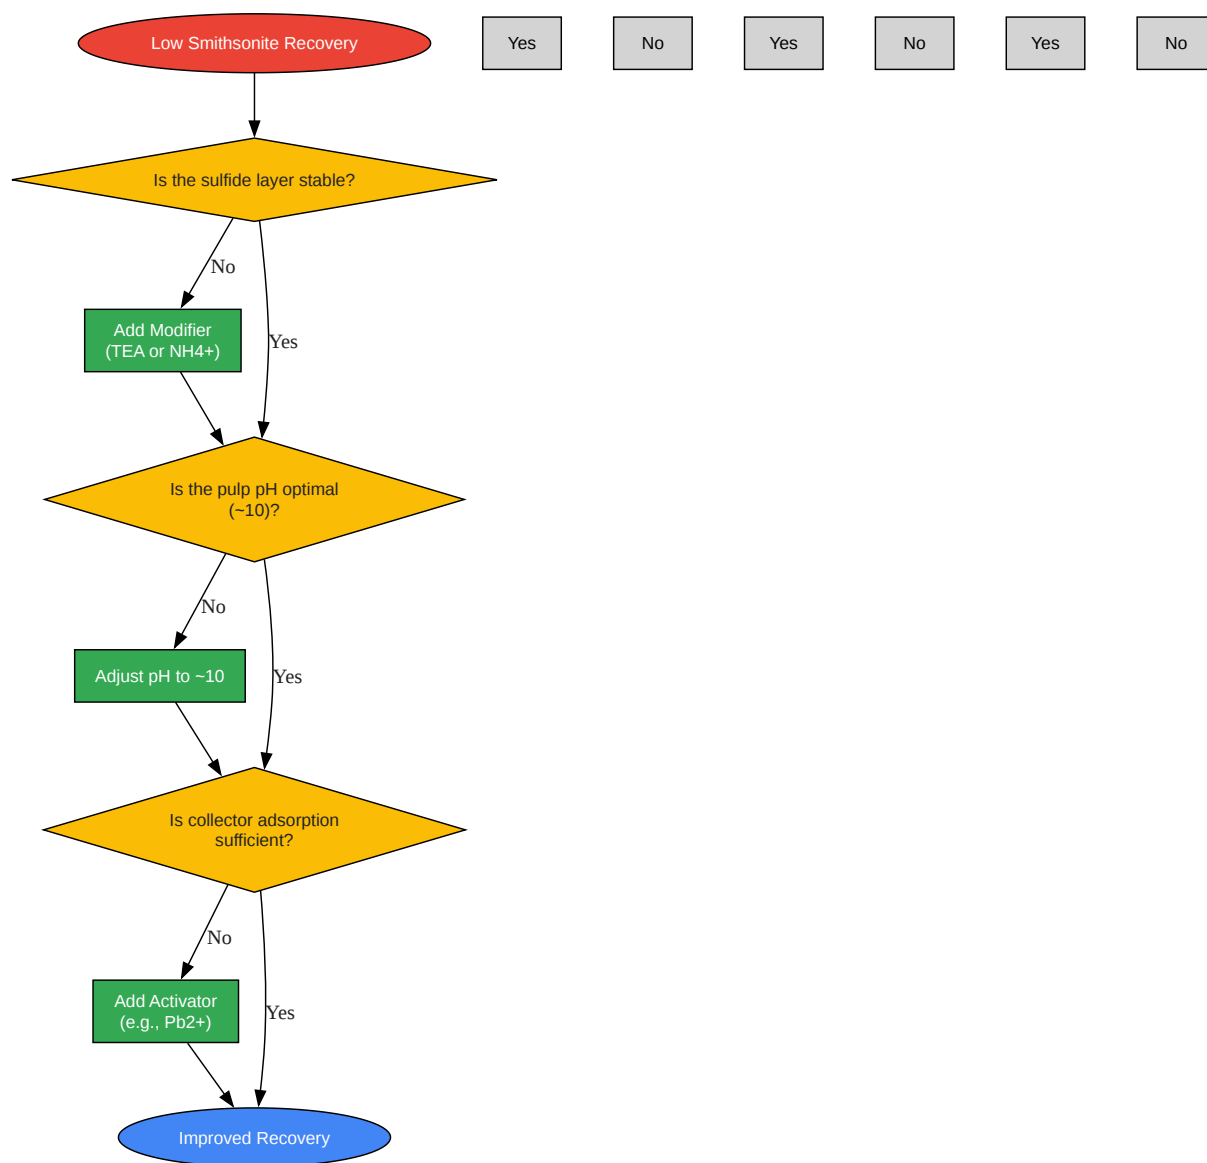 Low Smithsonite Recovery
Yes
No
Yes
No
Yes
No
Is the sulfide layer stable?
No
Add Modifier
(TEA or NH4+)
Yes
Is the pulp pH optimal
(~10)?
No
Adjust pH to ~10
Yes
Is collector adsorption
sufficient?
No
Add Activator
(e.g., Pb2+)
Yes
Improved Recovery